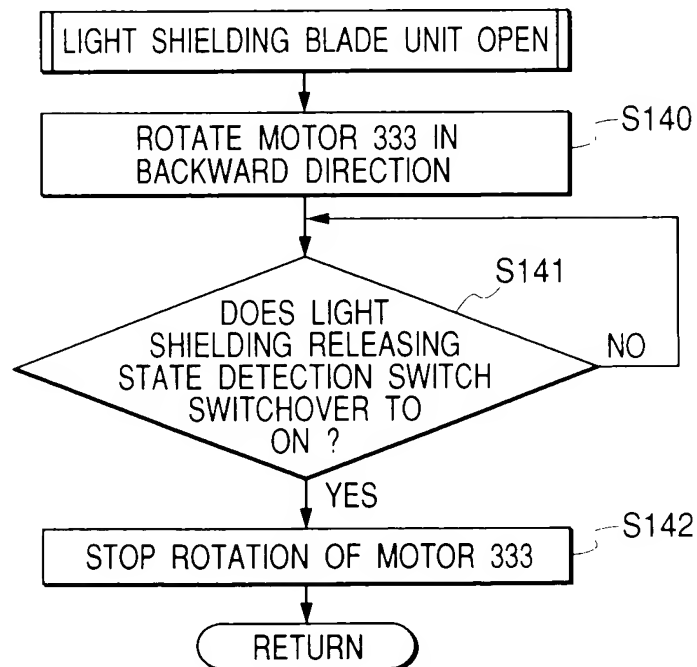 LIGHT SHIELDING BLADE UNIT OPEN
ROTATE MOTOR 333 IN
BACKWARD DIRECTION
S140
DOES LIGHT
SHIELDING RELEASING
STATE DETECTION SWITCH
SWITCHOVER TO
ON ?
S141
NO
YES
STOP ROTATION OF MOTOR 333
S142
RETURN